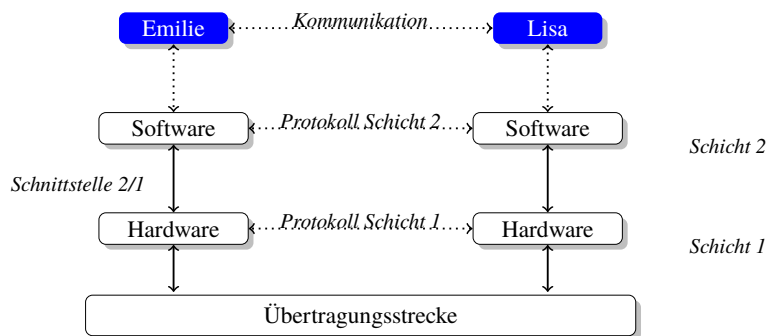 Emilie Kommunikation Lisa
Software Protokoll Schicht 2 Software
Schicht 2
Schnittstelle 2/1
Hardware Protokoll Schicht 1 Hardware
Schicht 1
Übertragungsstrecke